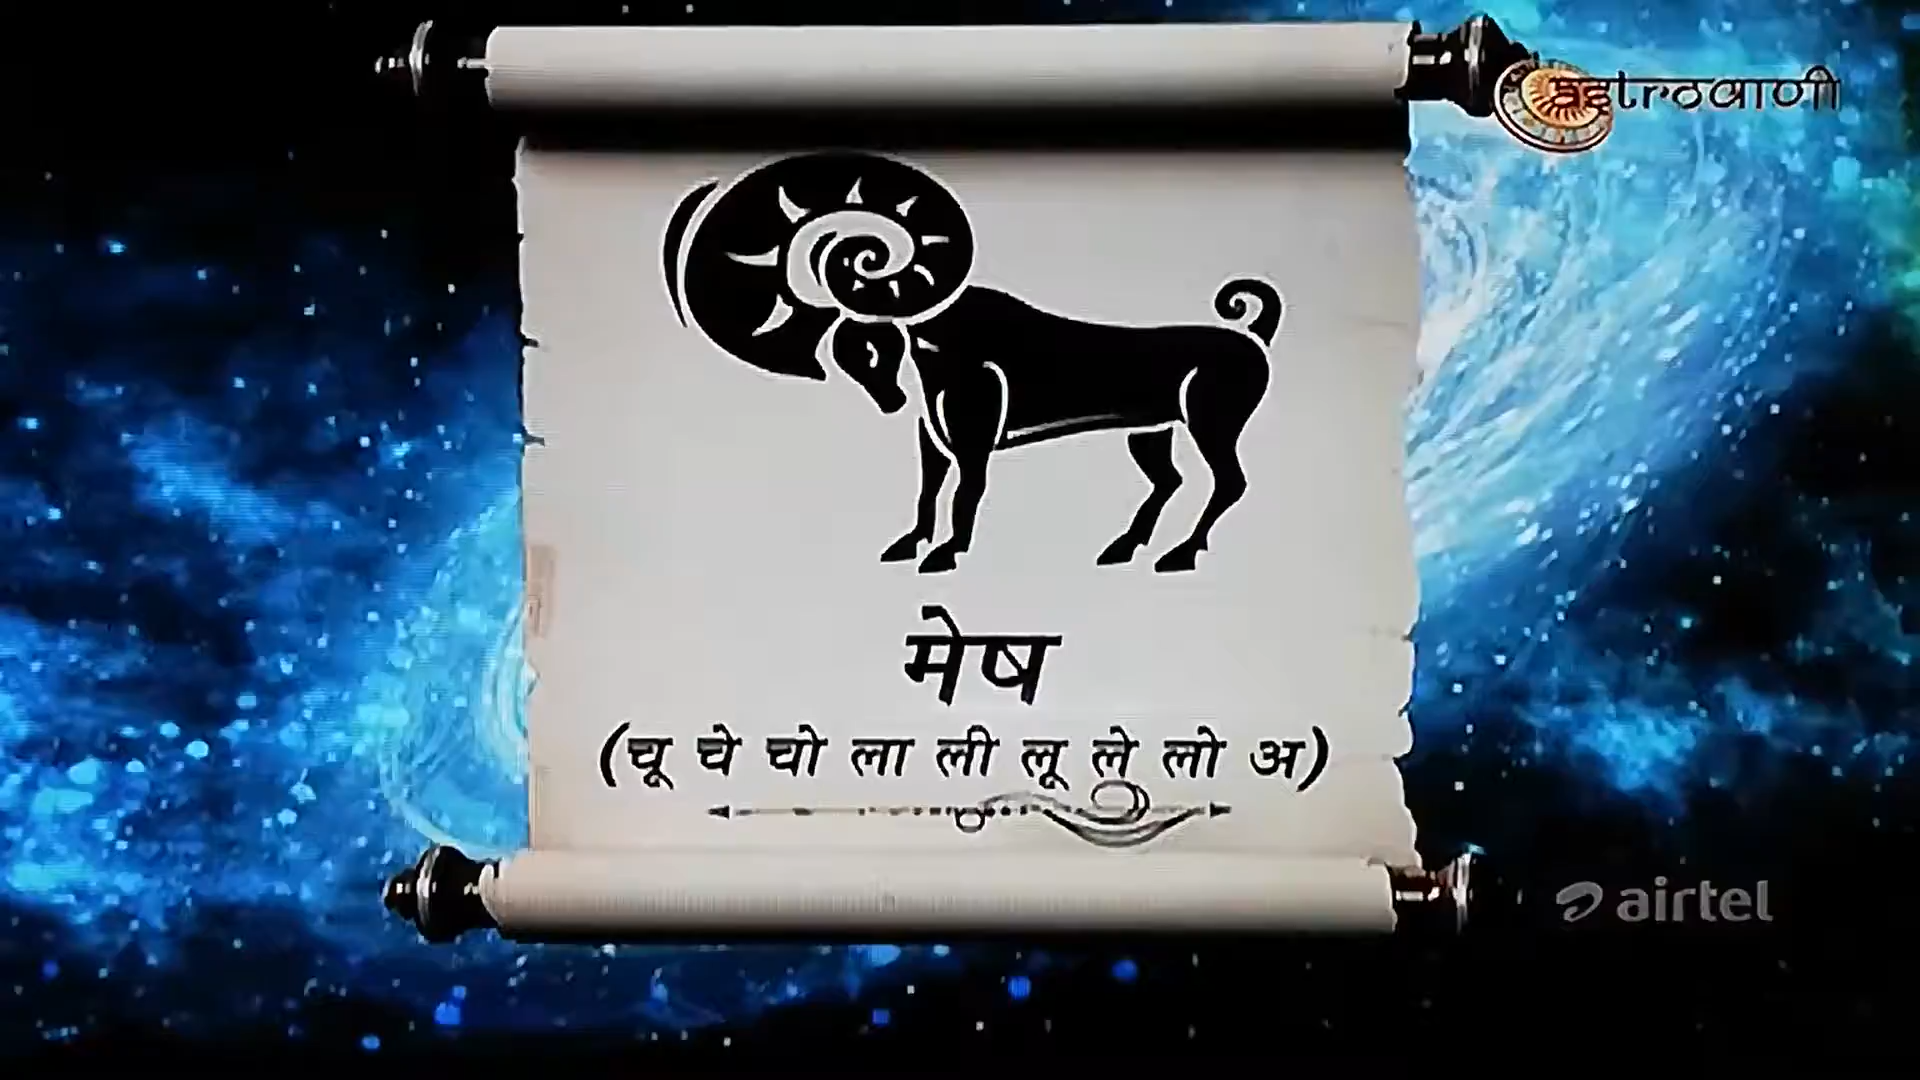 astroवाणी
मेष
(चू चे चो ला ली लू ले लो अ)
airtel